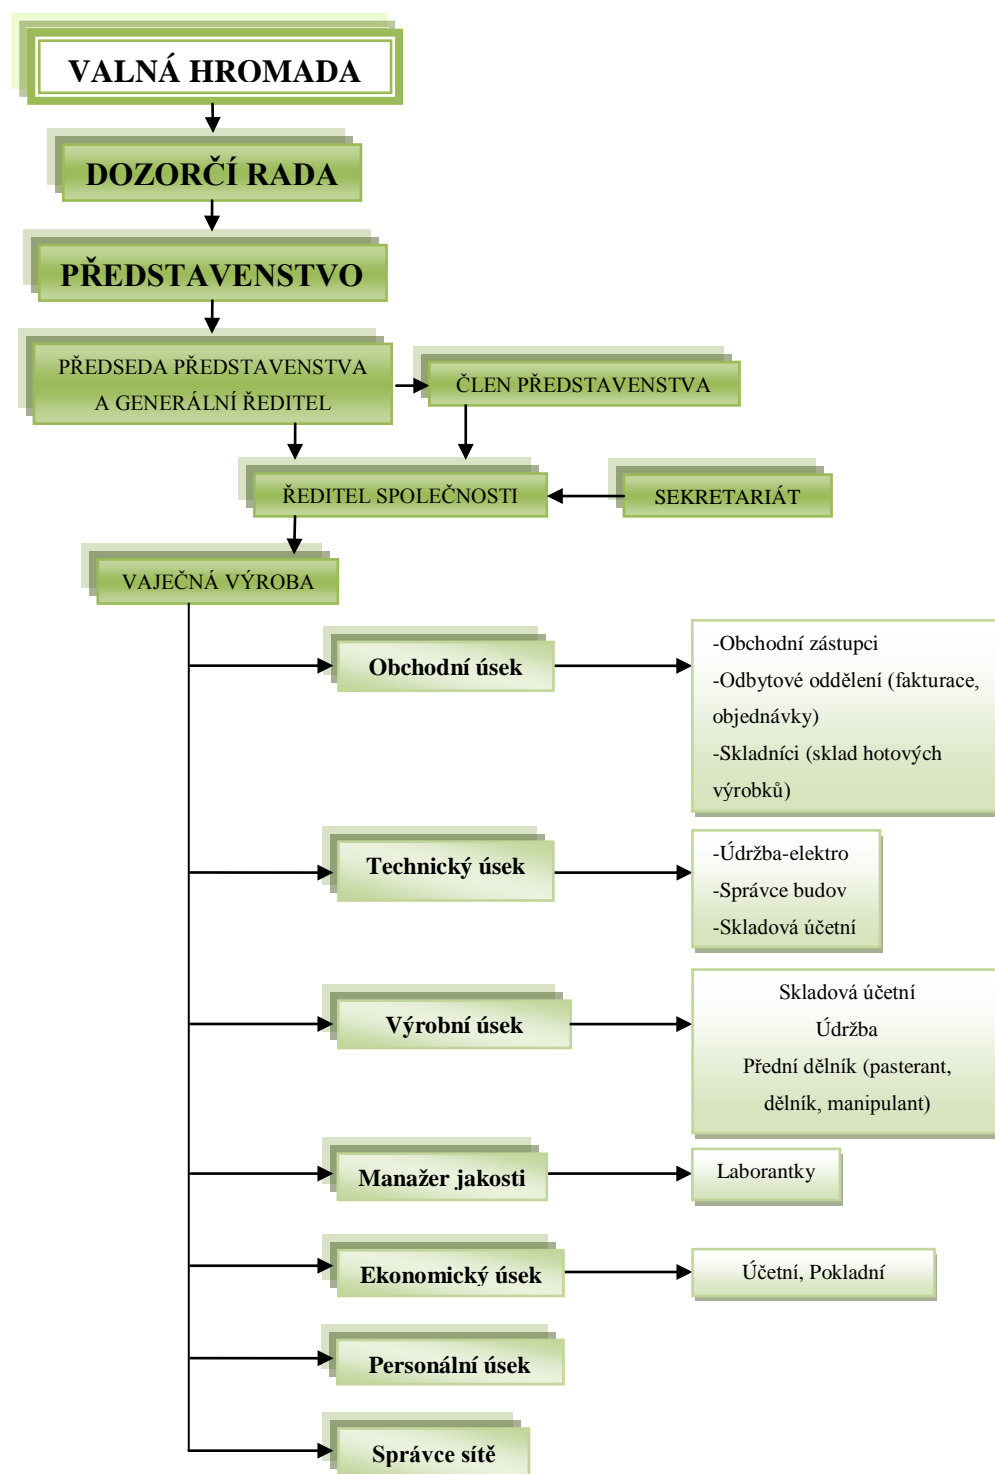 VALNÁ HROMADA
DOZORČÍ RADA
PŘEDSTAVENSTVO
PŘEDSEDA PŘEDSTAVENSTVA
A GENERÁLNÍ ŘEDITEL
ČLEN PŘEDSTAVENSTVA
ŘEDITEL SPOLEČNOSTI
SEKRETARIÁT
VAJEČNÁ VÝROBA
Obchodní úsek
-Obchodní zástupci
-Odbytové oddělení (fakturace,
objednávky)
-Skladníci (sklad hotových
výrobků)
Technický úsek
-Údržba-elektro
-Správce budov
-Skladová účetní
Výrobní úsek
Skladová účetní
Údržba
Přední dělník (pasterant,
dělník, manipulant)
Manažer jakosti
Laborantky
Ekonomický úsek
Účetní, Pokladní
Personální úsek
Správce sítě